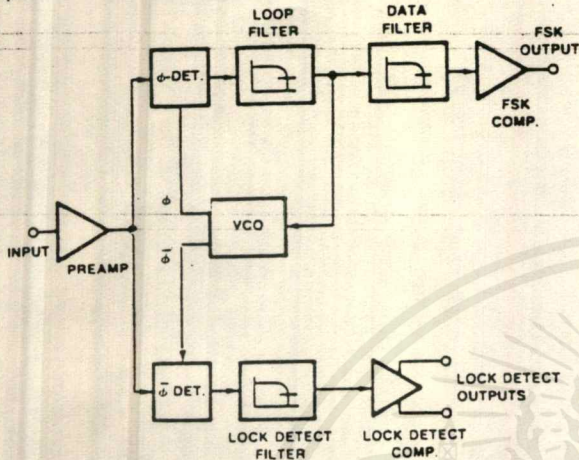 LOOP
FILTER
DATA
FILTER
FSK
OUTPUT
ϕ-DET.
FSK
COMP.
ϕ
VCO
INPUT
PREAMP
ϕ̄
ϕ̄ DET.
LOCK DETECT
OUTPUTS
LOCK DETECT
FILTER
LOCK DETECT
COMP.